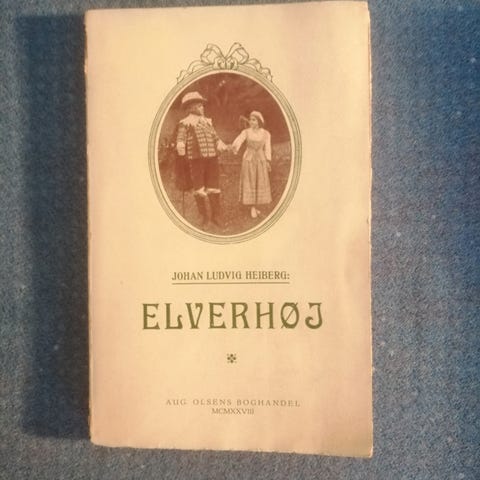 JOHAN LUDVIG HEIBERG:
ELVERHØJ
AUG. OLSENS BOGHANDEL
MCMXXVIII